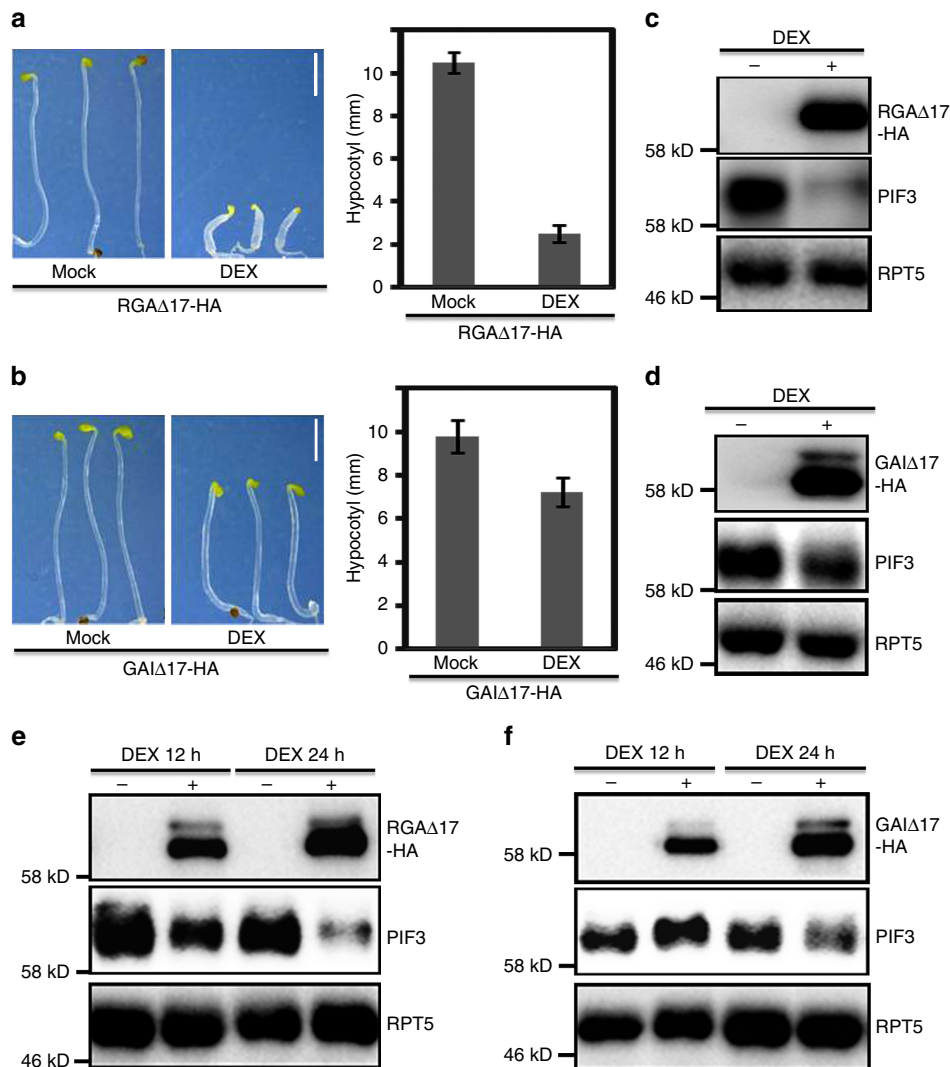 a
Mock
DEX
RGAΔ17-HA
Hypocotyl (mm)
10
8
6
4
2
0
Mock
DEX
RGAΔ17-HA
c
DEX
– +
RGAΔ17
-HA
58 kD
PIF3
58 kD
RPT5
46 kD
b
Mock
DEX
GAIΔ17-HA
Hypocotyl (mm)
10
8
6
4
2
0
Mock
DEX
GAIΔ17-HA
d
DEX
– +
GAIΔ17
-HA
58 kD
PIF3
58 kD
RPT5
46 kD
e
DEX 12 h DEX 24 h
– + – +
RGAΔ17
-HA
58 kD
PIF3
58 kD
RPT5
46 kD
f
DEX 12 h DEX 24 h
– + – +
GAIΔ17
-HA
58 kD
PIF3
58 kD
RPT5
46 kD